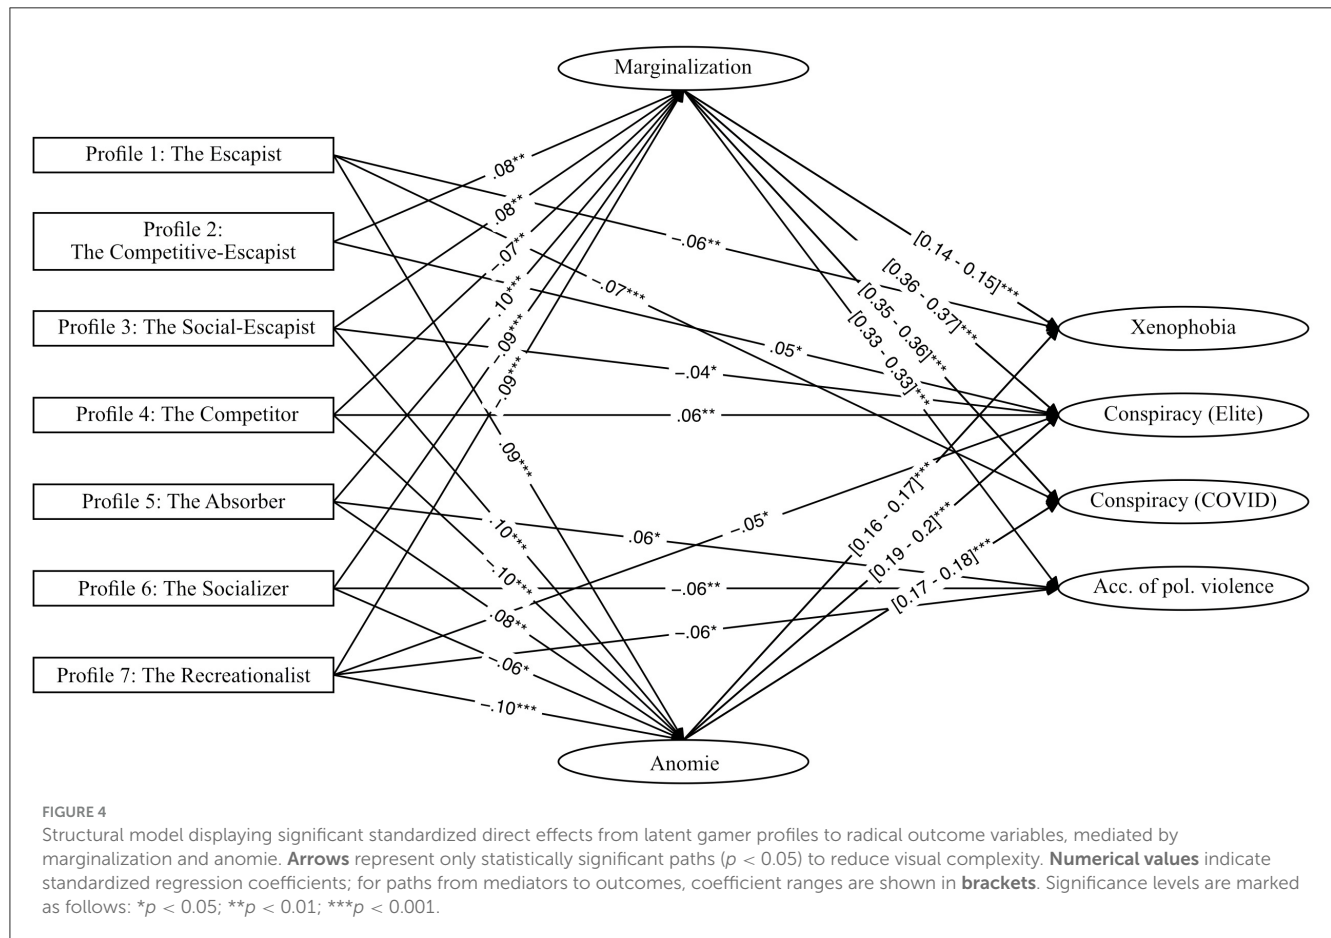 Marginalization
Profile 1: The Escapist
Profile 2:
The Competitive-Escapist
Profile 3: The Social-Escapist
Profile 4: The Competitor
Profile 5: The Absorber
Profile 6: The Socializer
Profile 7: The Recreationalist
.08**
.08**
-.07**
.10***
-.09***
-.09***
.09***
.10***
.10***
.08**
-.06*
-.10***
-.06**
-.07***
.05*
-.04*
.06**
-.05*
.06*
-.06**
-.06*
[0.14 - 0.15]***
[0.36 - 0.37]***
[0.35 - 0.36]***
[0.33 - 0.33]***
[0.16 - 0.17]***
[0.19 - 0.2]***
[0.17 - 0.18]***
Xenophobia
Conspiracy (Elite)
Conspiracy (COVID)
Acc. of pol. violence
Anomie
FIGURE 4
Structural model displaying significant standardized direct effects from latent gamer profiles to radical outcome variables, mediated by
marginalization and anomie. Arrows represent only statistically significant paths (p < 0.05) to reduce visual complexity. Numerical values indicate
standardized regression coefficients; for paths from mediators to outcomes, coefficient ranges are shown in brackets. Significance levels are marked
as follows: *p < 0.05; **p < 0.01; ***p < 0.001.